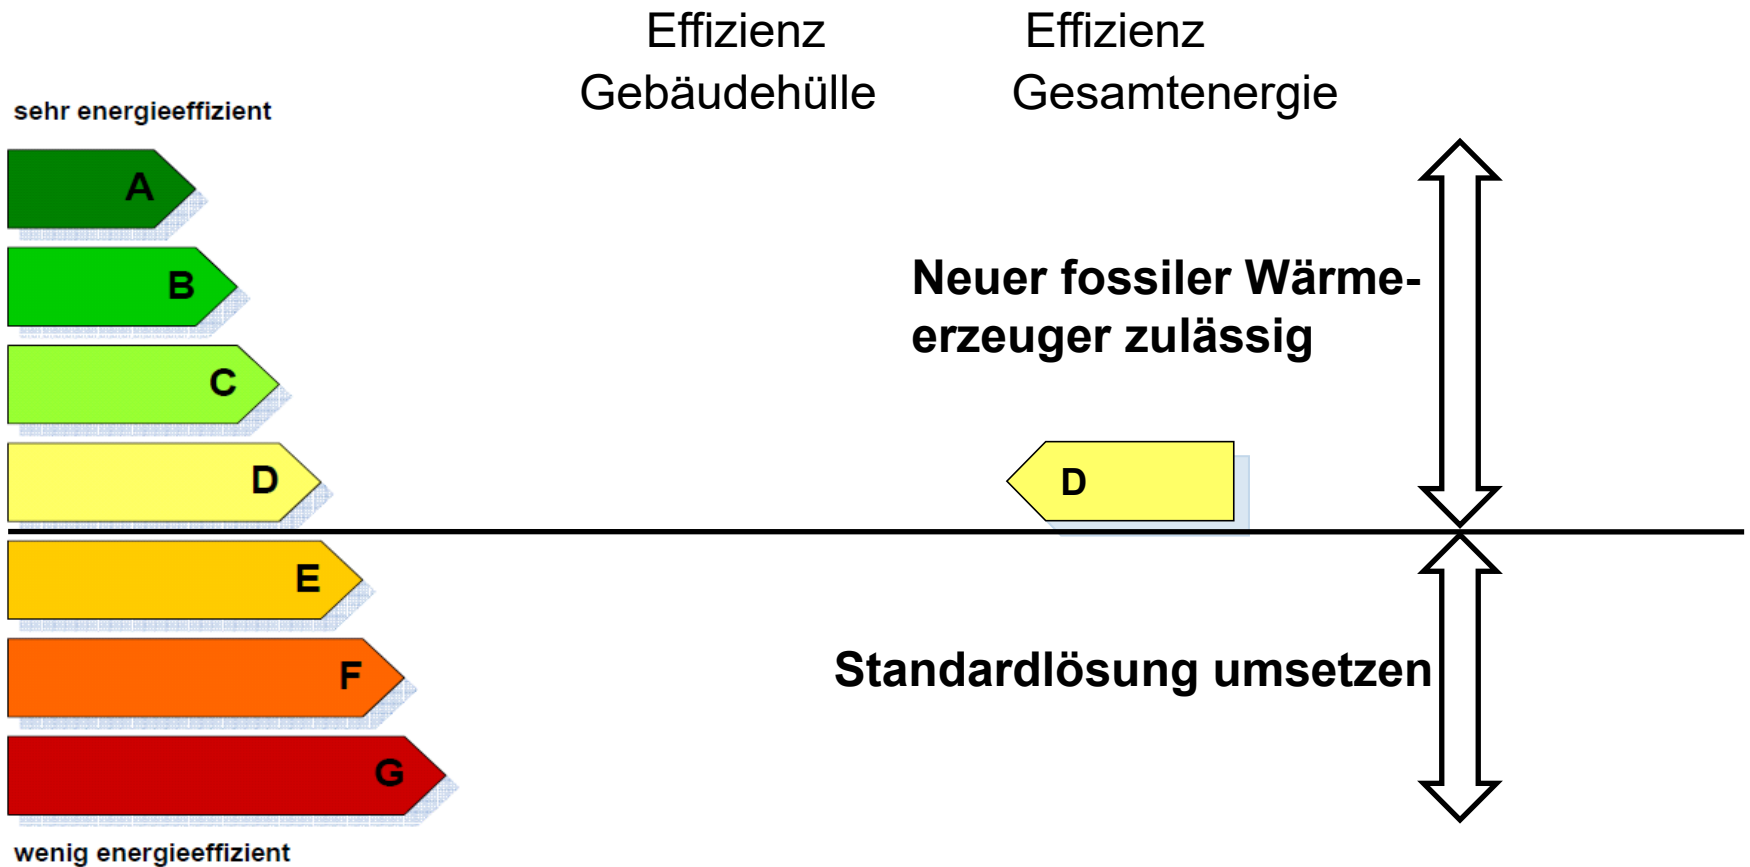 Effizienz
Gebäudehülle
Effizienz
Gesamtenergie
sehr energieeffizient
A
B
C
D
E
F
G
wenig energieeffizient
Neuer fossiler Wärme-
erzeuger zulässig
D
Standardlösung umsetzen